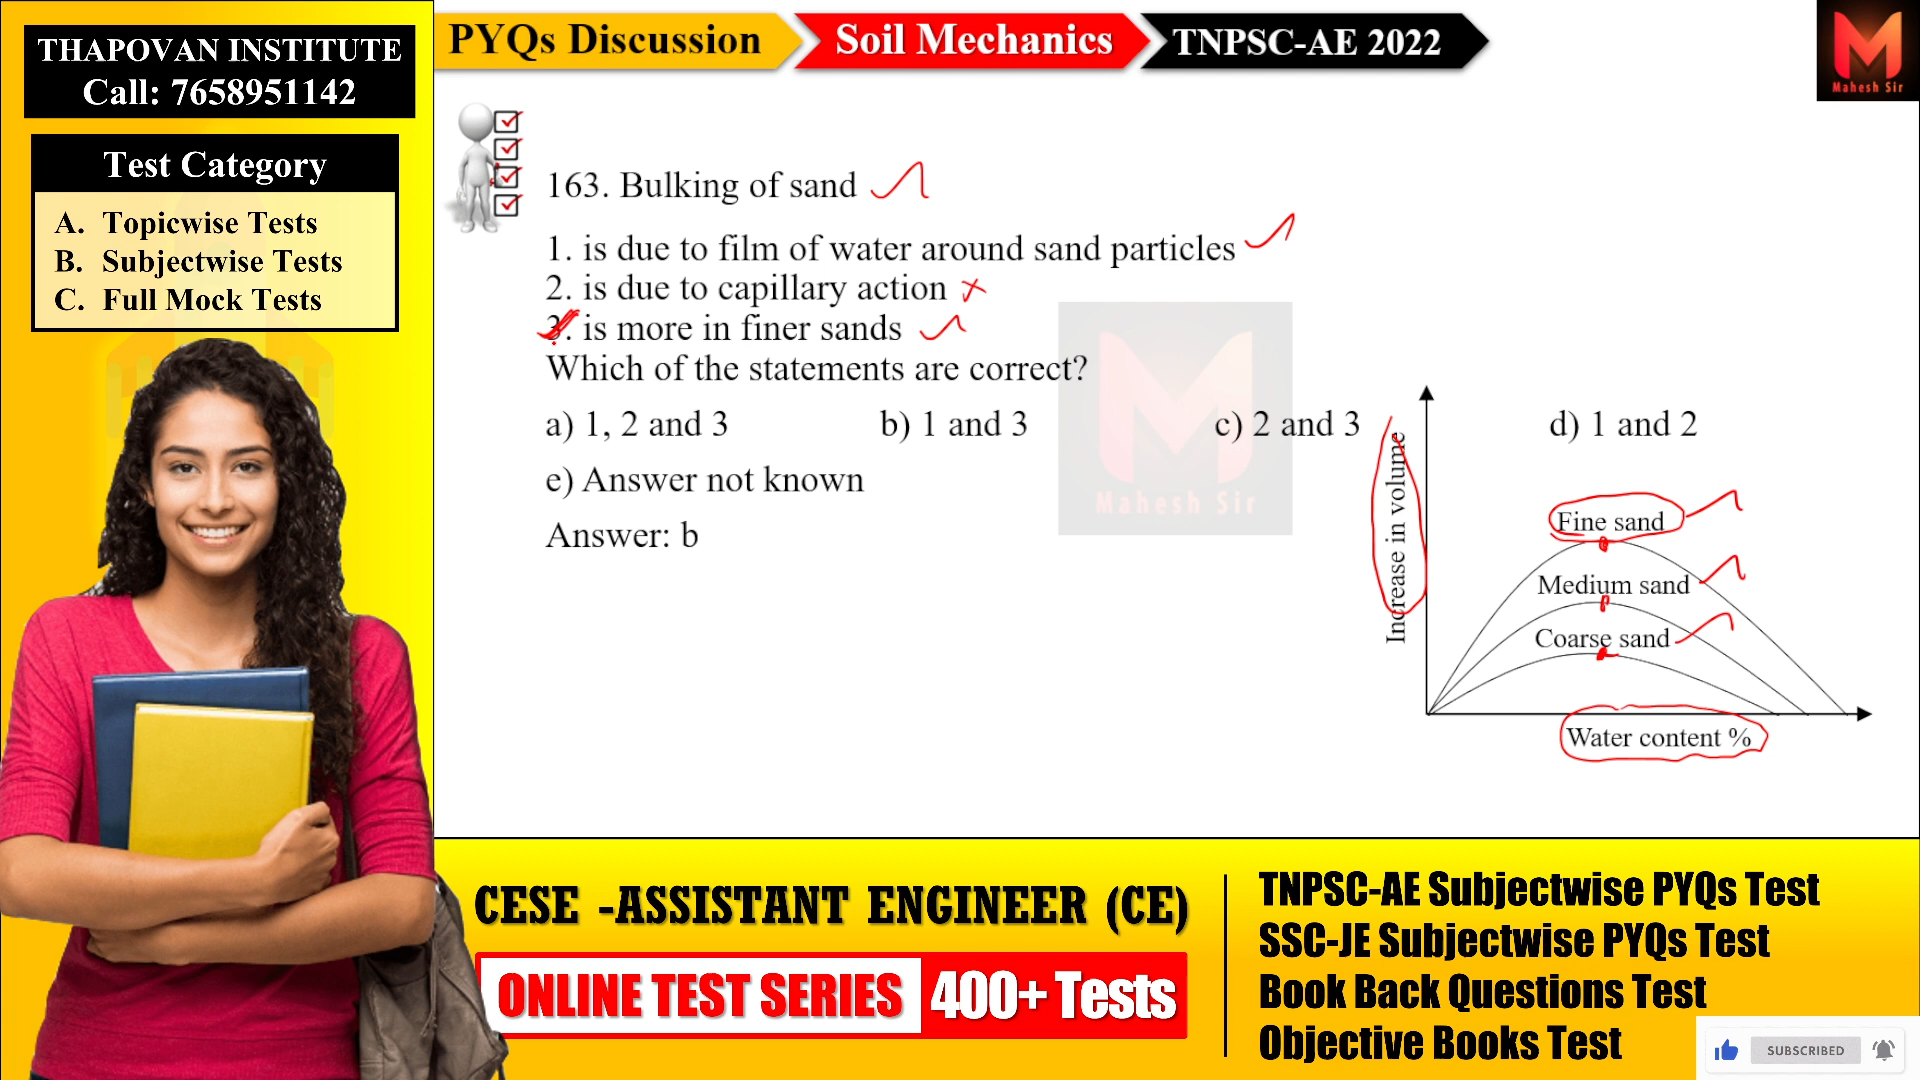 THAPOVAN INSTITUTE
Call: 7658951142
Test Category
A. Topicwise Tests
B. Subjectwise Tests
C. Full Mock Tests
PYQs Discussion
Soil Mechanics
TNPSC-AE 2022
Mahesh Sir
163. Bulking of sand
1. is due to film of water around sand particles
2. is due to capillary action
3. is more in finer sands
Which of the statements are correct?
a) 1, 2 and 3 b) 1 and 3 c) 2 and 3 d) 1 and 2
e) Answer not known
Answer: b
Mahesh Sir
Increase in volume
Fine sand
Medium sand
Coarse sand
Water content %
CESE -ASSISTANT ENGINEER (CE)
ONLINE TEST SERIES 400+ Tests
TNPSC-AE Subjectwise PYQs Test
SSC-JE Subjectwise PYQs Test
Book Back Questions Test
Objective Books Test
SUBSCRIBED